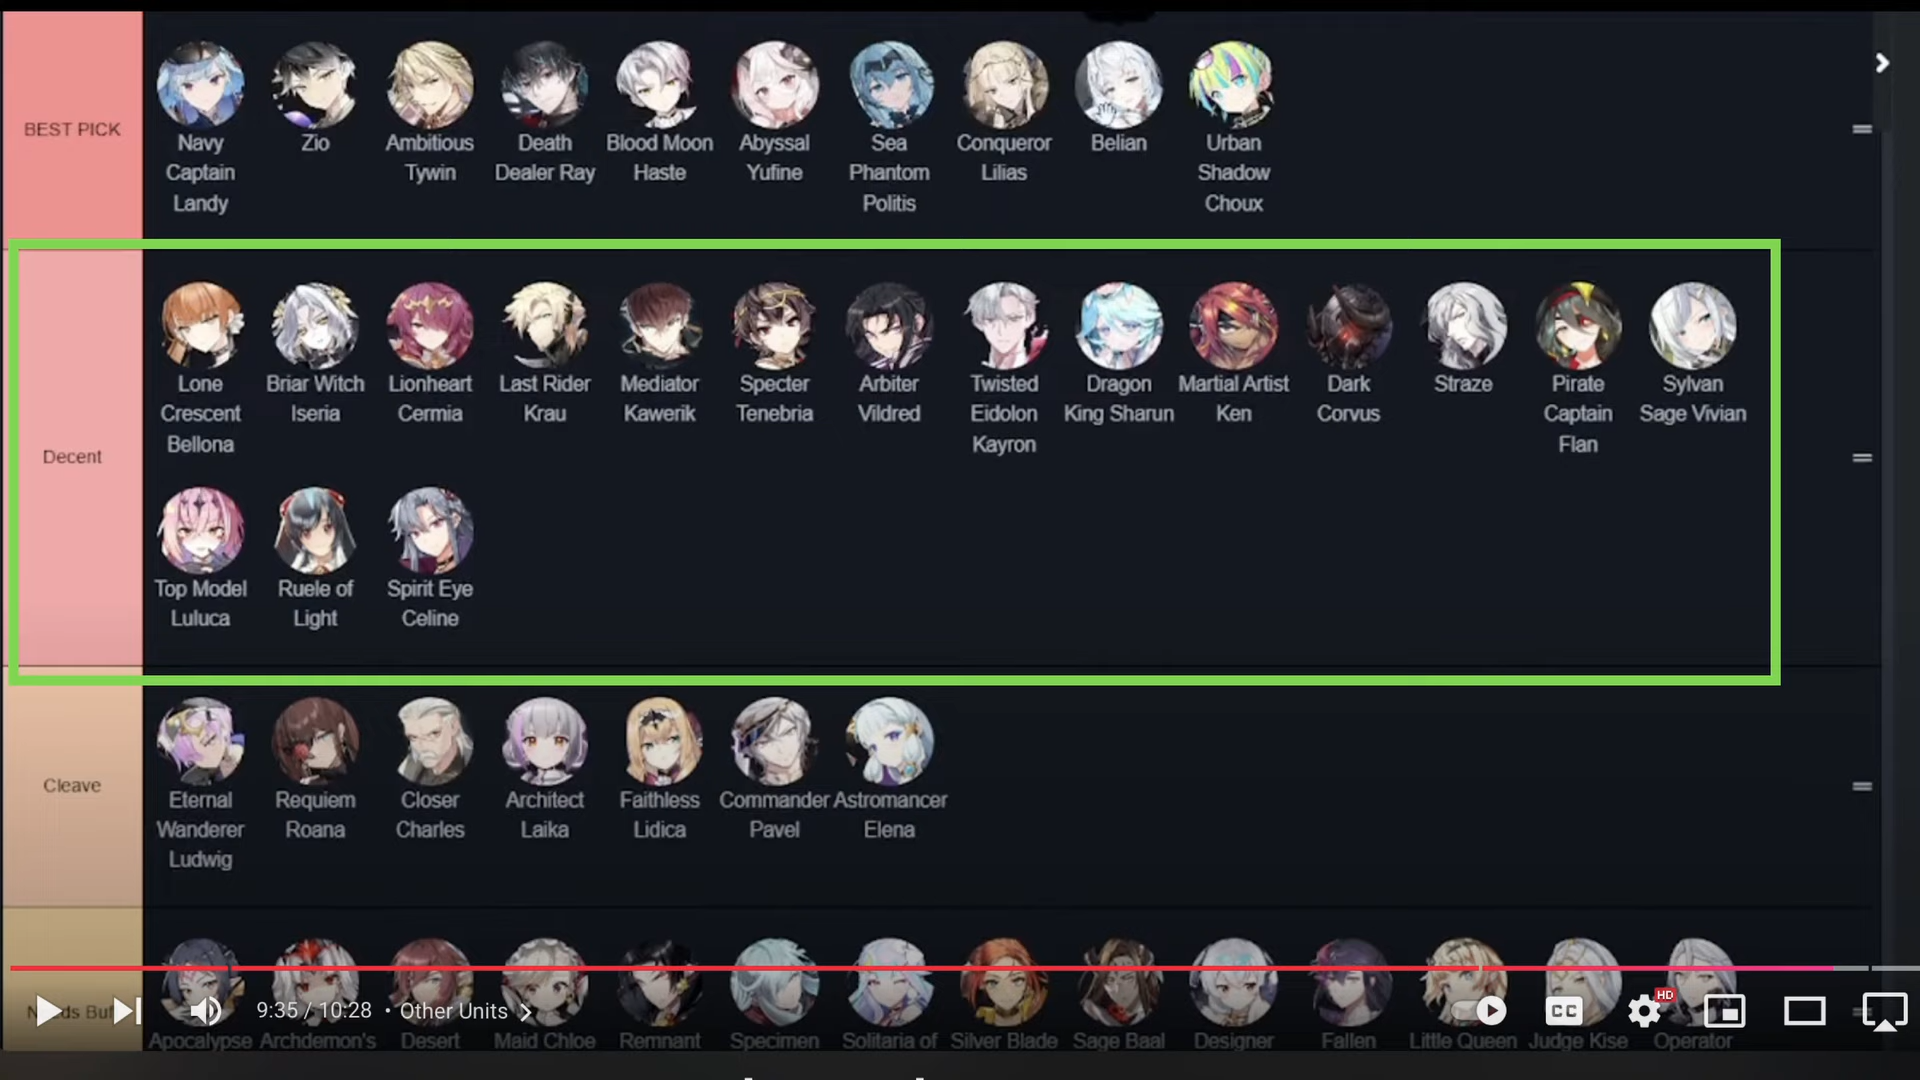 BEST PICK
Navy Captain Landy
Zio
Ambitious Tywin
Death Dealer Ray
Blood Moon Haste
Abyssal Yufine
Sea Phantom Politis
Conqueror Lilias
Belian
Urban Shadow Choux
Decent
Lone Crescent Bellona
Briar Witch Iseria
Lionheart Cermia
Last Rider Krau
Mediator Kawerik
Specter Tenebria
Arbiter Vildred
Twisted Eidolon Kayron
Dragon King Sharun
Martial Artist Ken
Dark Corvus
Straze
Pirate Captain Flan
Sylvan Sage Vivian
Top Model Luluca
Ruele of Light
Spirit Eye Celine
Cleave
Eternal Wanderer Ludwig
Requiem Roana
Closer Charles
Architect Laika
Faithless Lidica
Commander Pavel
Astromancer Elena
Apocalypse
Archdemon's
Desert
Maid Chloe
Remnant
Specimen
Solitaria of
Silver Blade
Sage Baal
Designer
Fallen
Little Queen
Judge Kise
Operator
9:35 / 10:28 • Other Units
CC
HD